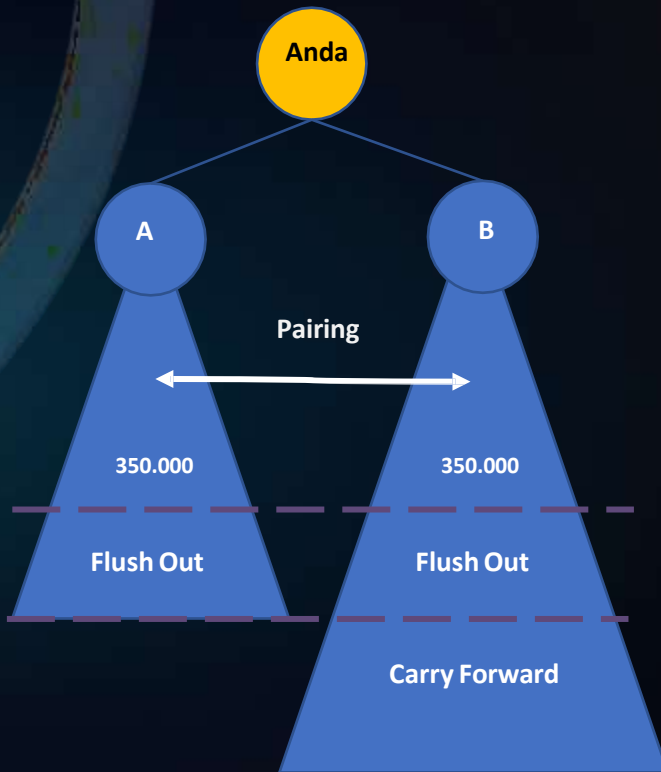 Anda
A
B
Pairing
350.000
350.000
Flush Out
Flush Out
Carry Forward